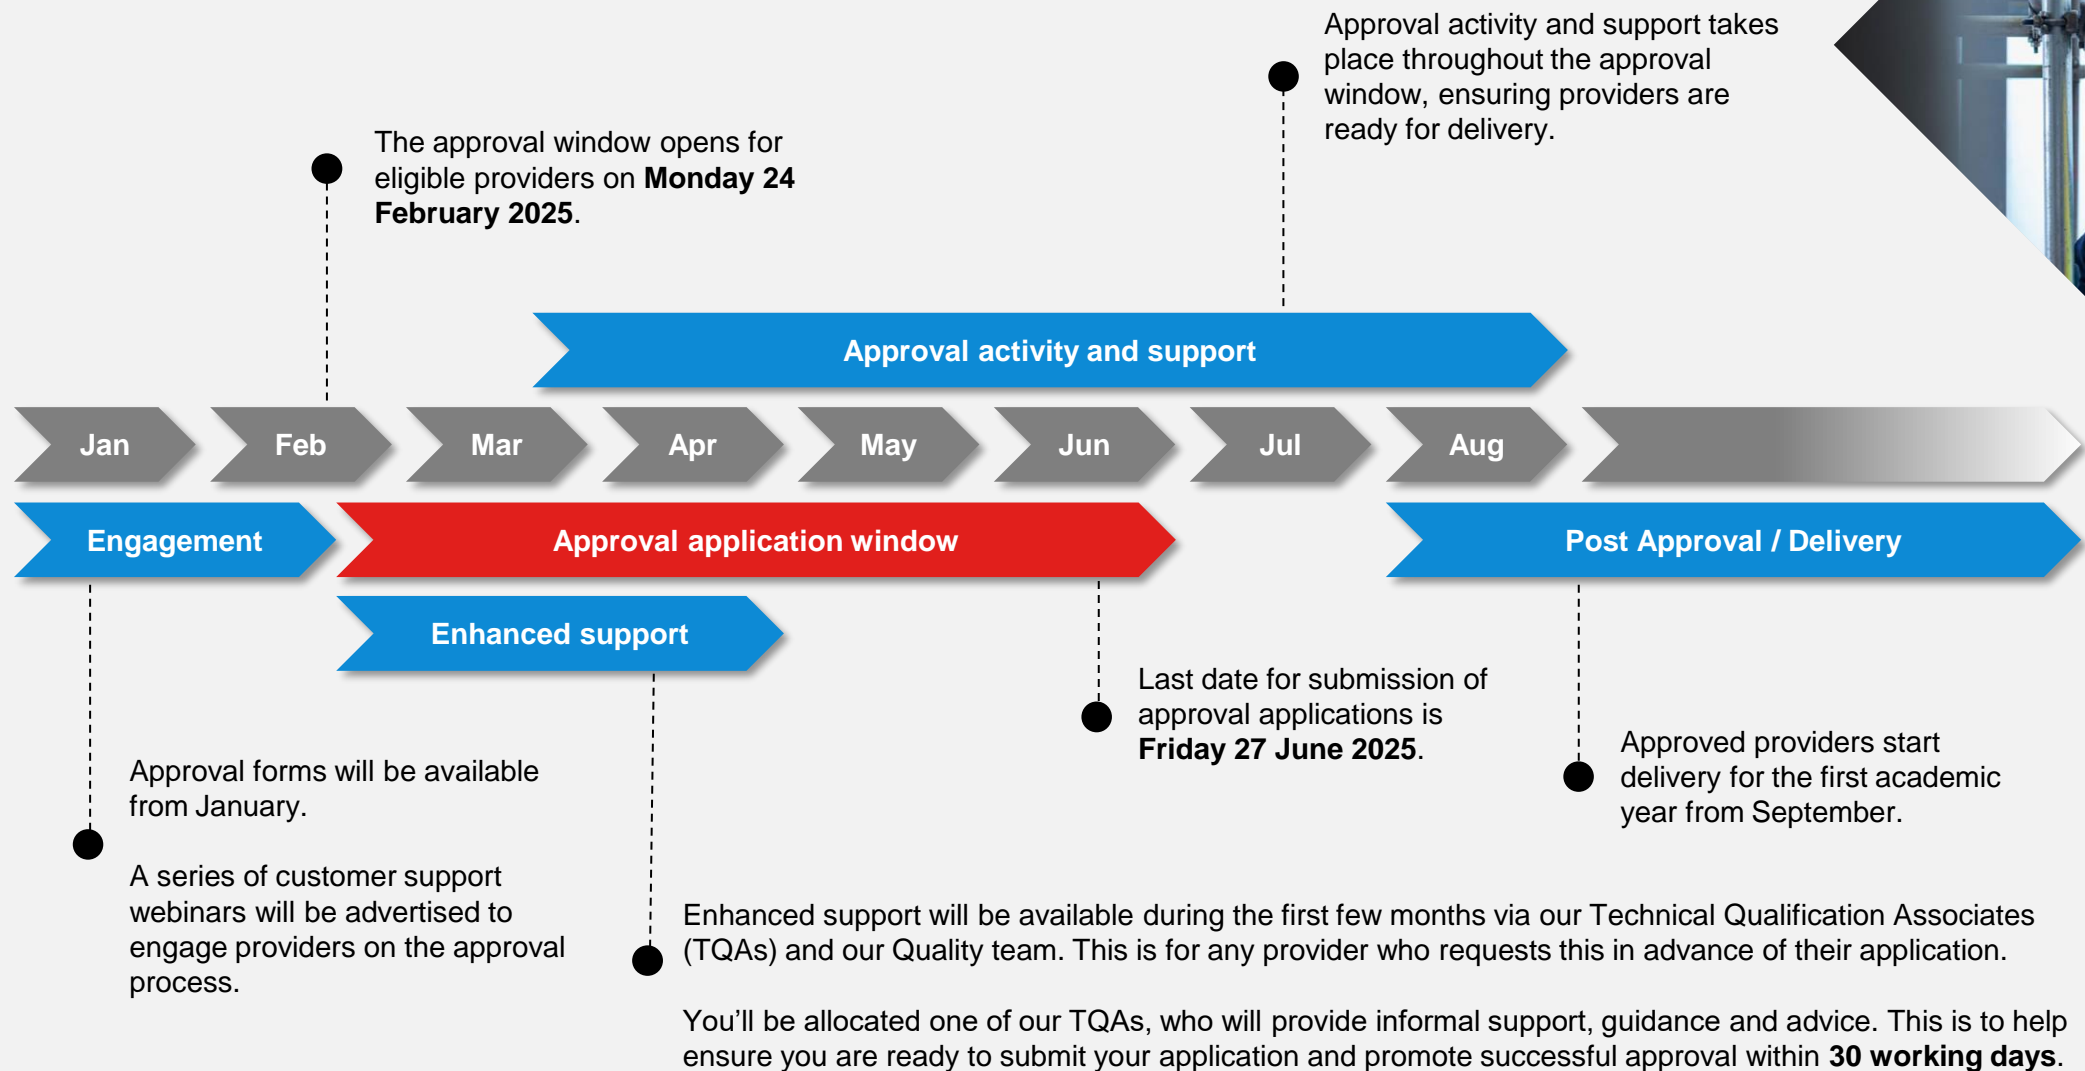 Approval activity and support takes
place throughout the approval
window, ensuring providers are
ready for delivery.
The approval window opens for
eligible providers on Monday 24
February 2025.
Approval activity and support
Jan
Feb
Mar
Apr
May
Jun
Jul
Aug
Engagement
Approval application window
Post Approval / Delivery
Enhanced support
Last date for submission of
approval applications is
Friday 27 June 2025.
Approved providers start
delivery for the first academic
year from September.
Approval forms will be available
from January.
A series of customer support
webinars will be advertised to
engage providers on the approval
process.
Enhanced support will be available during the first few months via our Technical Qualification Associates
(TQAs) and our Quality team. This is for any provider who requests this in advance of their application.
You’ll be allocated one of our TQAs, who will provide informal support, guidance and advice. This is to help
ensure you are ready to submit your application and promote successful approval within 30 working days.